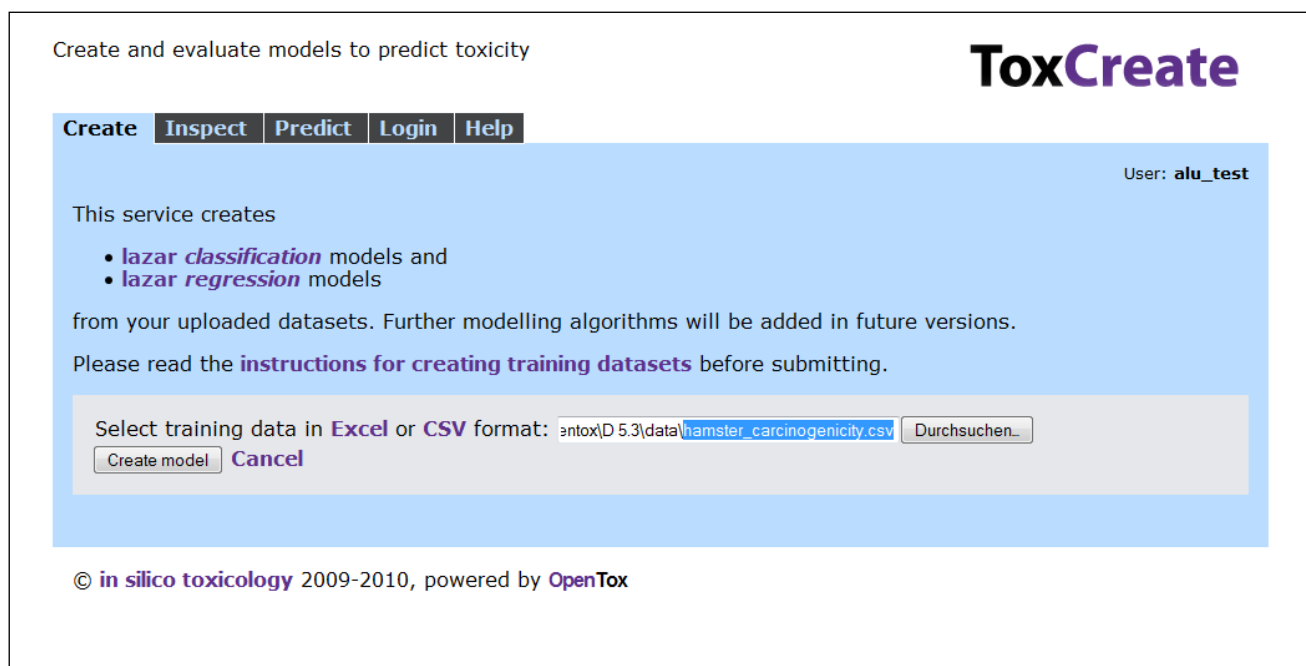 Create and evaluate models to predict toxicity
ToxCreate
Create Inspect Predict Login Help
User: alu_test
This service creates
• lazar classification models and
• lazar regression models
from your uploaded datasets. Further modelling algorithms will be added in future versions.
Please read the instructions for creating training datasets before submitting.
Select training data in Excel or CSV format: entox\D 5.3\data\hamster_carcinogenicity.csv Durchsuchen...
Create model Cancel
© in silico toxicology 2009-2010, powered by OpenTox